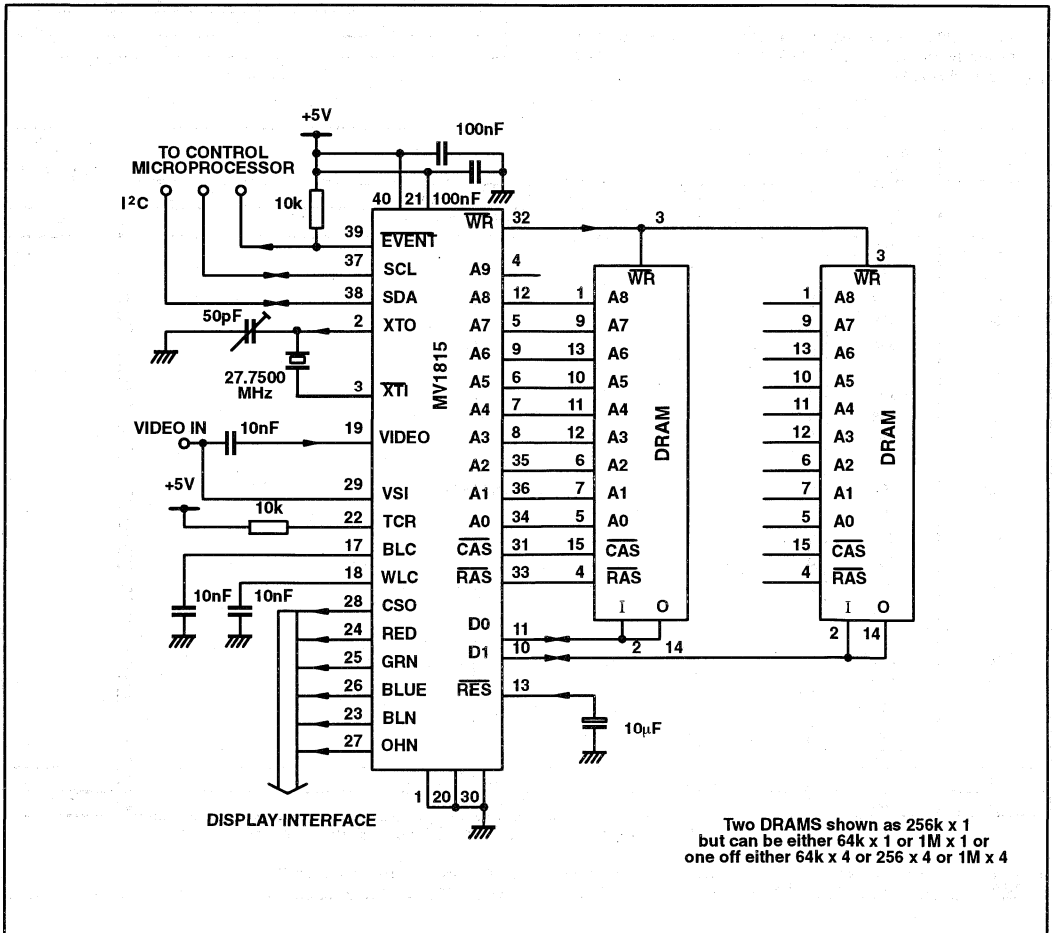 +5V
100nF
TO CONTROL
MICROPROCESSOR
I²C
10k
40 21 100nF
39 EVENT
37 SCL
38 SDA
50pF
2 XTO
27.7500
MHz
3 XTI
VIDEO IN
10nF
19 VIDEO
29 VSI
+5V
10k
22 TCR
17 BLC
18 WLC
10nF 10nF
28 CSO
24 RED
25 GRN
26 BLUE
23 BLN
27 OHN
DISPLAY INTERFACE
MV1815
WR 32
A9 4
A8 12
A7 5
A6 9
A5 6
A4 7
A3 8
A2 35
A1 36
A0 34
CAS 31
RAS 33
D0 11
D1 10
RES 13
10µF
1 20 30
3
WR
1 A8
9 A7
13 A6
10 A5
11 A4
12 A3
6 A2
7 A1
5 A0
15 CAS
4 RAS
DRAM
I O
2 14
3
WR
1 A8
9 A7
13 A6
10 A5
11 A4
12 A3
6 A2
7 A1
5 A0
15 CAS
4 RAS
DRAM
I O
2 14
Two DRAMS shown as 256k x 1
but can be either 64k x 1 or 1M x 1 or
one off either 64k x 4 or 256 x 4 or 1M x 4